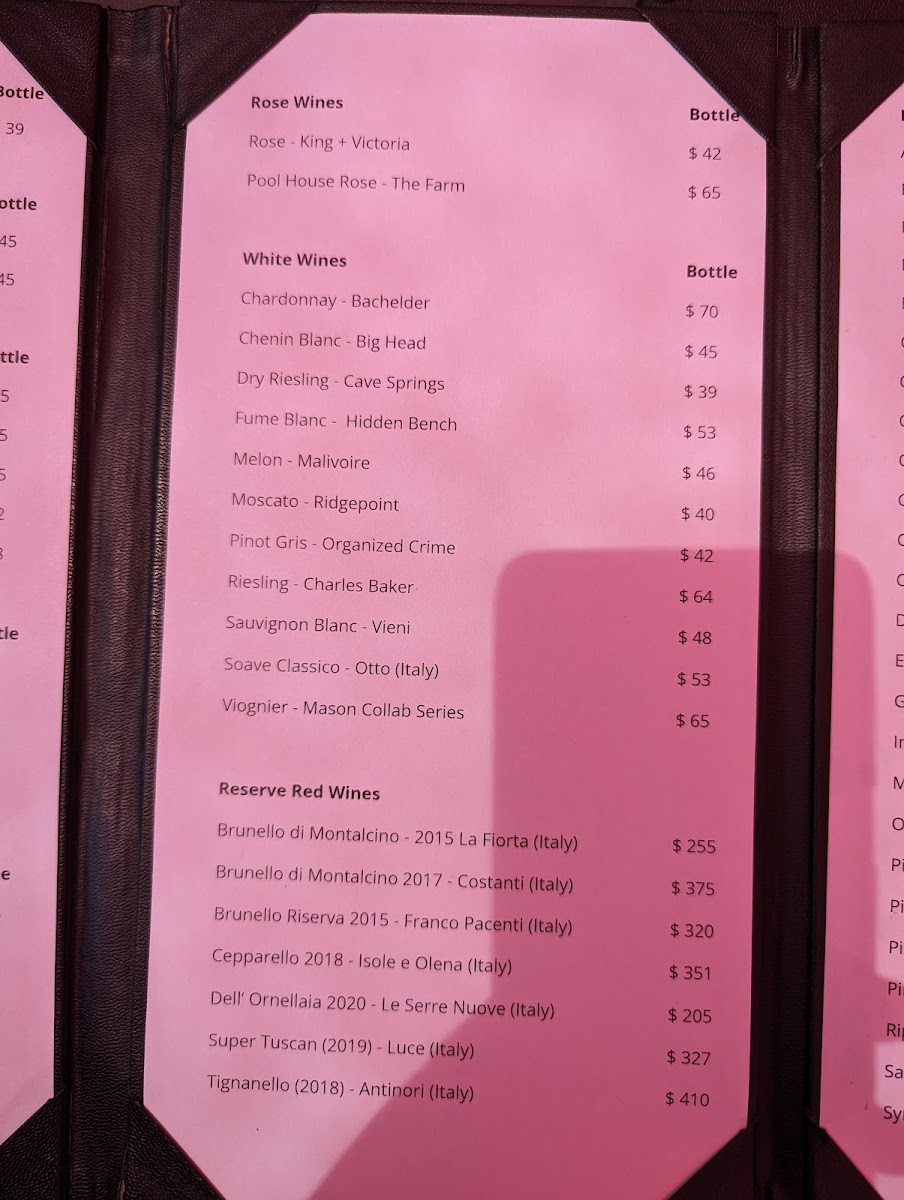 Bottle
39
45
45
Rose Wines Bottle
Rose - King + Victoria $ 42
Pool House Rose - The Farm $ 65
White Wines Bottle
Chardonnay - Bachelder $ 70
Chenin Blanc - Big Head $ 45
Dry Riesling - Cave Springs $ 39
Fume Blanc - Hidden Bench $ 53
Melon - Malivoire $ 46
Moscato - Ridgepoint $ 40
Pinot Gris - Organized Crime $ 42
Riesling - Charles Baker $ 64
Sauvignon Blanc - Vieni $ 48
Soave Classico - Otto (Italy) $ 53
Viognier - Mason Collab Series $ 65
Reserve Red Wines
Brunello di Montalcino - 2015 La Fiorta (Italy) $ 255
Brunello di Montalcino 2017 - Costanti (Italy) $ 375
Brunello Riserva 2015 - Franco Pacenti (Italy) $ 320
Cepparello 2018 - Isole e Olena (Italy) $ 351
Dell’ Ornellaia 2020 - Le Serre Nuove (Italy) $ 205
Super Tuscan (2019) - Luce (Italy) $ 327
Tignanello (2018) - Antinori (Italy) $ 410